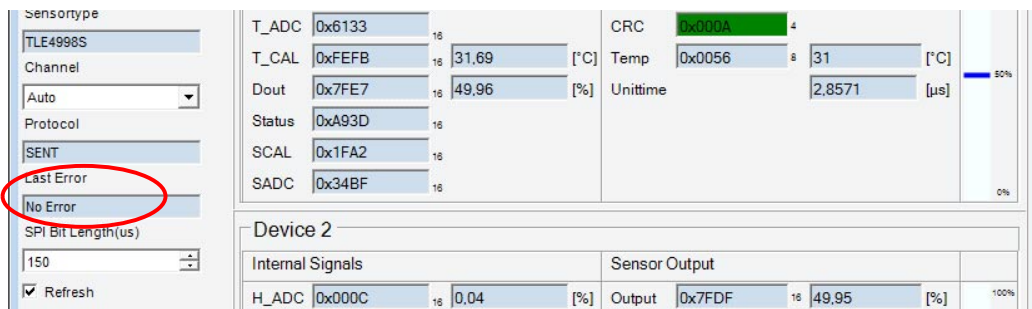 Sensortype
TLE4998S
Channel
Auto
Protocol
SENT
Last Error
No Error
SPI Bit Length(us)
150
Refresh
T_ADC 0x6133 16
T_CAL 0xFEFB 16 31,69 [°C]
Dout 0x7FE7 16 49,96 [%]
Status 0xA93D 16
SCAL 0x1FA2 16
SADC 0x34BF 16
CRC 0x000A 4
Temp 0x0056 8 31 [°C]
Unittime 2,8571 [µs]
50%
0%
Device 2
Internal Signals
H_ADC 0x000C 16 0,04 [%]
Sensor Output
Output 0x7FDF 16 49,95 [%]
100%